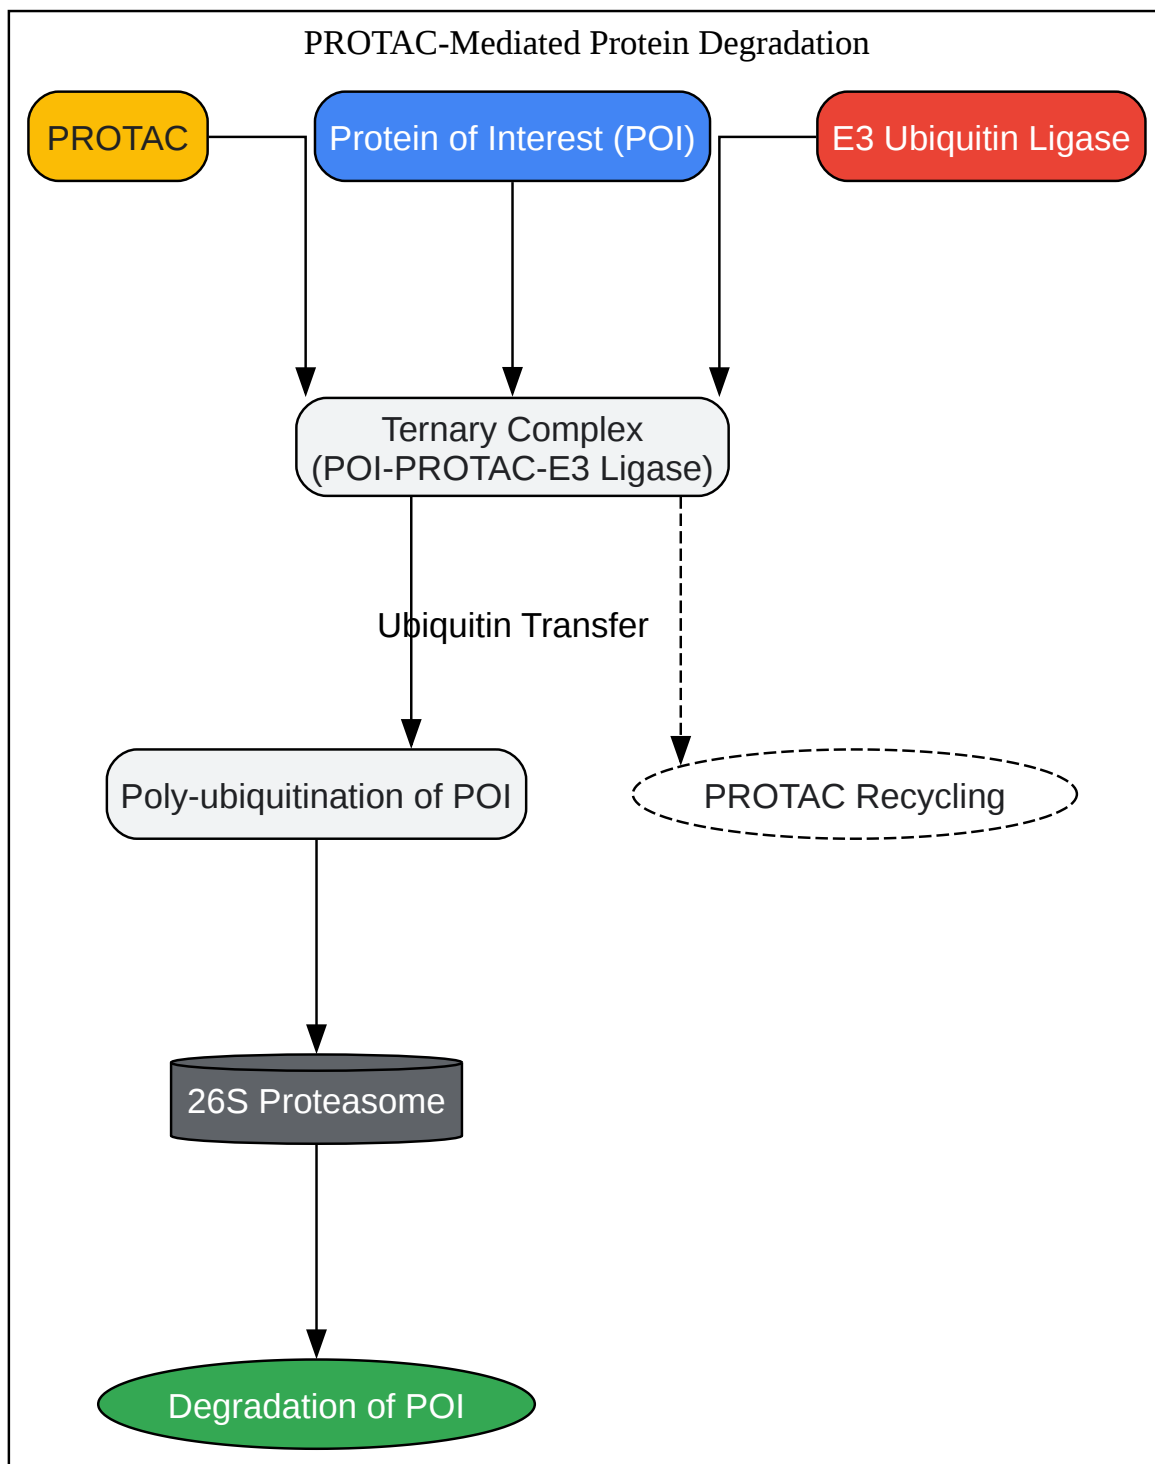 PROTAC-Mediated Protein Degradation
PROTAC
Protein of Interest (POI)
E3 Ubiquitin Ligase
Ternary Complex
(POI-PROTAC-E3 Ligase)
Ubiquitin Transfer
Poly-ubiquitination of POI
PROTAC Recycling
26S Proteasome
Degradation of POI